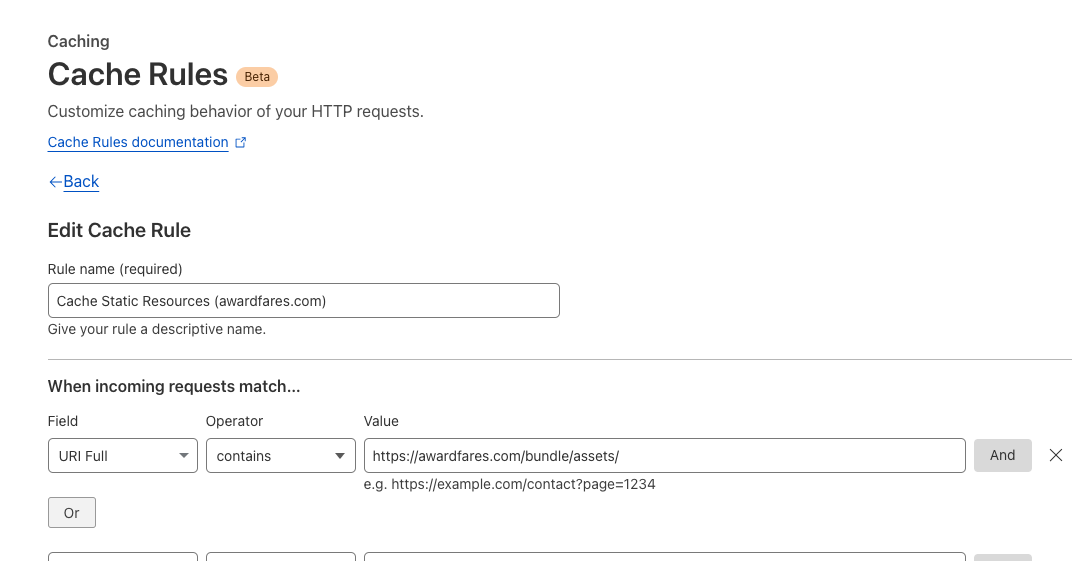 Caching
Cache Rules Beta
Customize caching behavior of your HTTP requests.
Cache Rules documentation
Back
Edit Cache Rule
Rule name (required)
Cache Static Resources (awardfares.com)
Give your rule a descriptive name.
When incoming requests match...
Field Operator Value
URI Full contains https://awardfares.com/bundle/assets/ And
e.g. https://example.com/contact?page=1234
Or